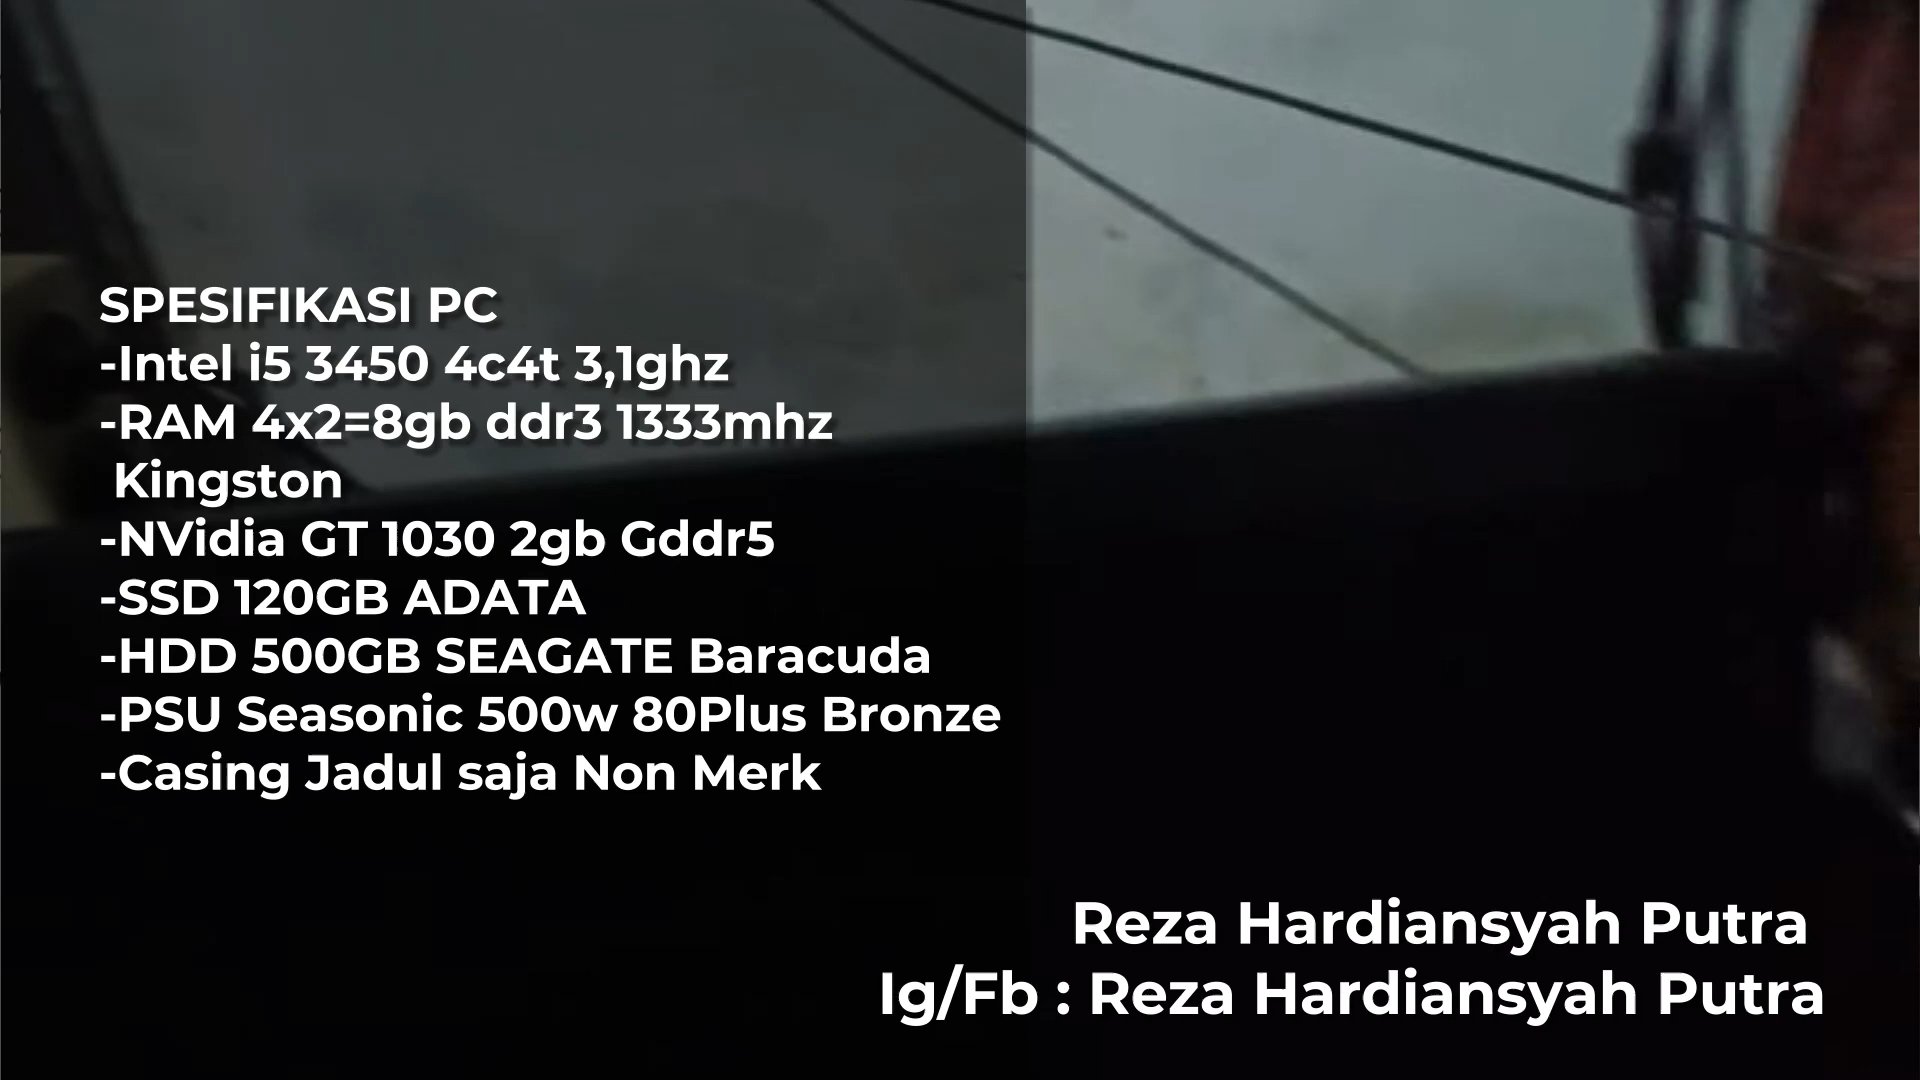 SPESIFIKASI PC
-Intel i5 3450 4c4t 3,1ghz
-RAM 4x2=8gb ddr3 1333mhz
Kingston
-NVidia GT 1030 2gb Gddr5
-SSD 120GB ADATA
-HDD 500GB SEAGATE Baracuda
-PSU Seasonic 500w 80Plus Bronze
-Casing Jadul saja Non Merk
Reza Hardiansyah Putra
Ig/Fb : Reza Hardiansyah Putra